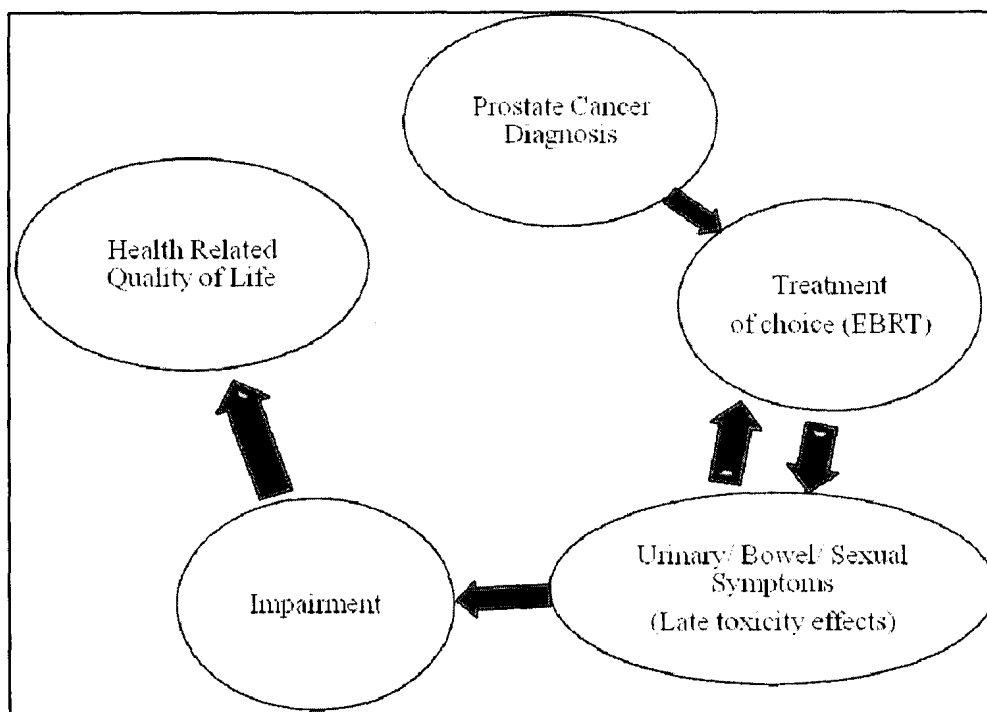 Prostate Cancer
Diagnosis
Treatment
of choice (EBRT)
Urinary/ Bowel/ Sexual
Symptoms
(Late toxicity effects)
Impairment
Health Related
Quality of Life